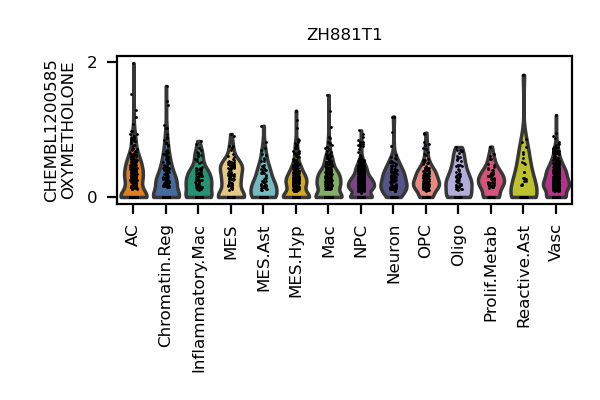 ZH881T1
CHEMBL1200585
OXYMETHOLONE
2
0
AC
Chromatin.Reg
Inflammatory.Mac
MES
MES.Ast
MES.Hyp
Mac
NPC
Neuron
OPC
Oligo
Prolif.Metab
Reactive.Ast
Vasc